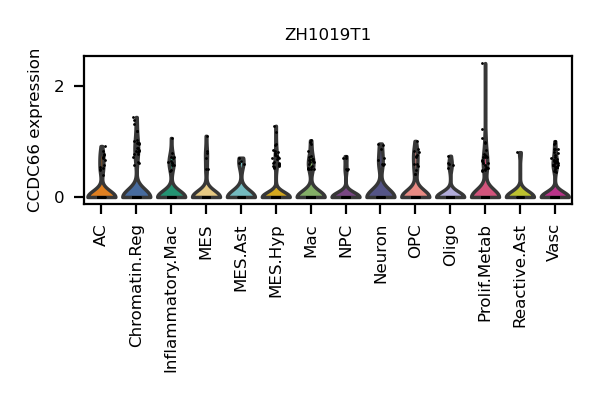 ZH1019T1
CCDC66 expression
2
0
AC
Chromatin.Reg
Inflammatory.Mac
MES
MES.Ast
MES.Hyp
Mac
NPC
Neuron
OPC
Oligo
Prolif.Metab
Reactive.Ast
Vasc